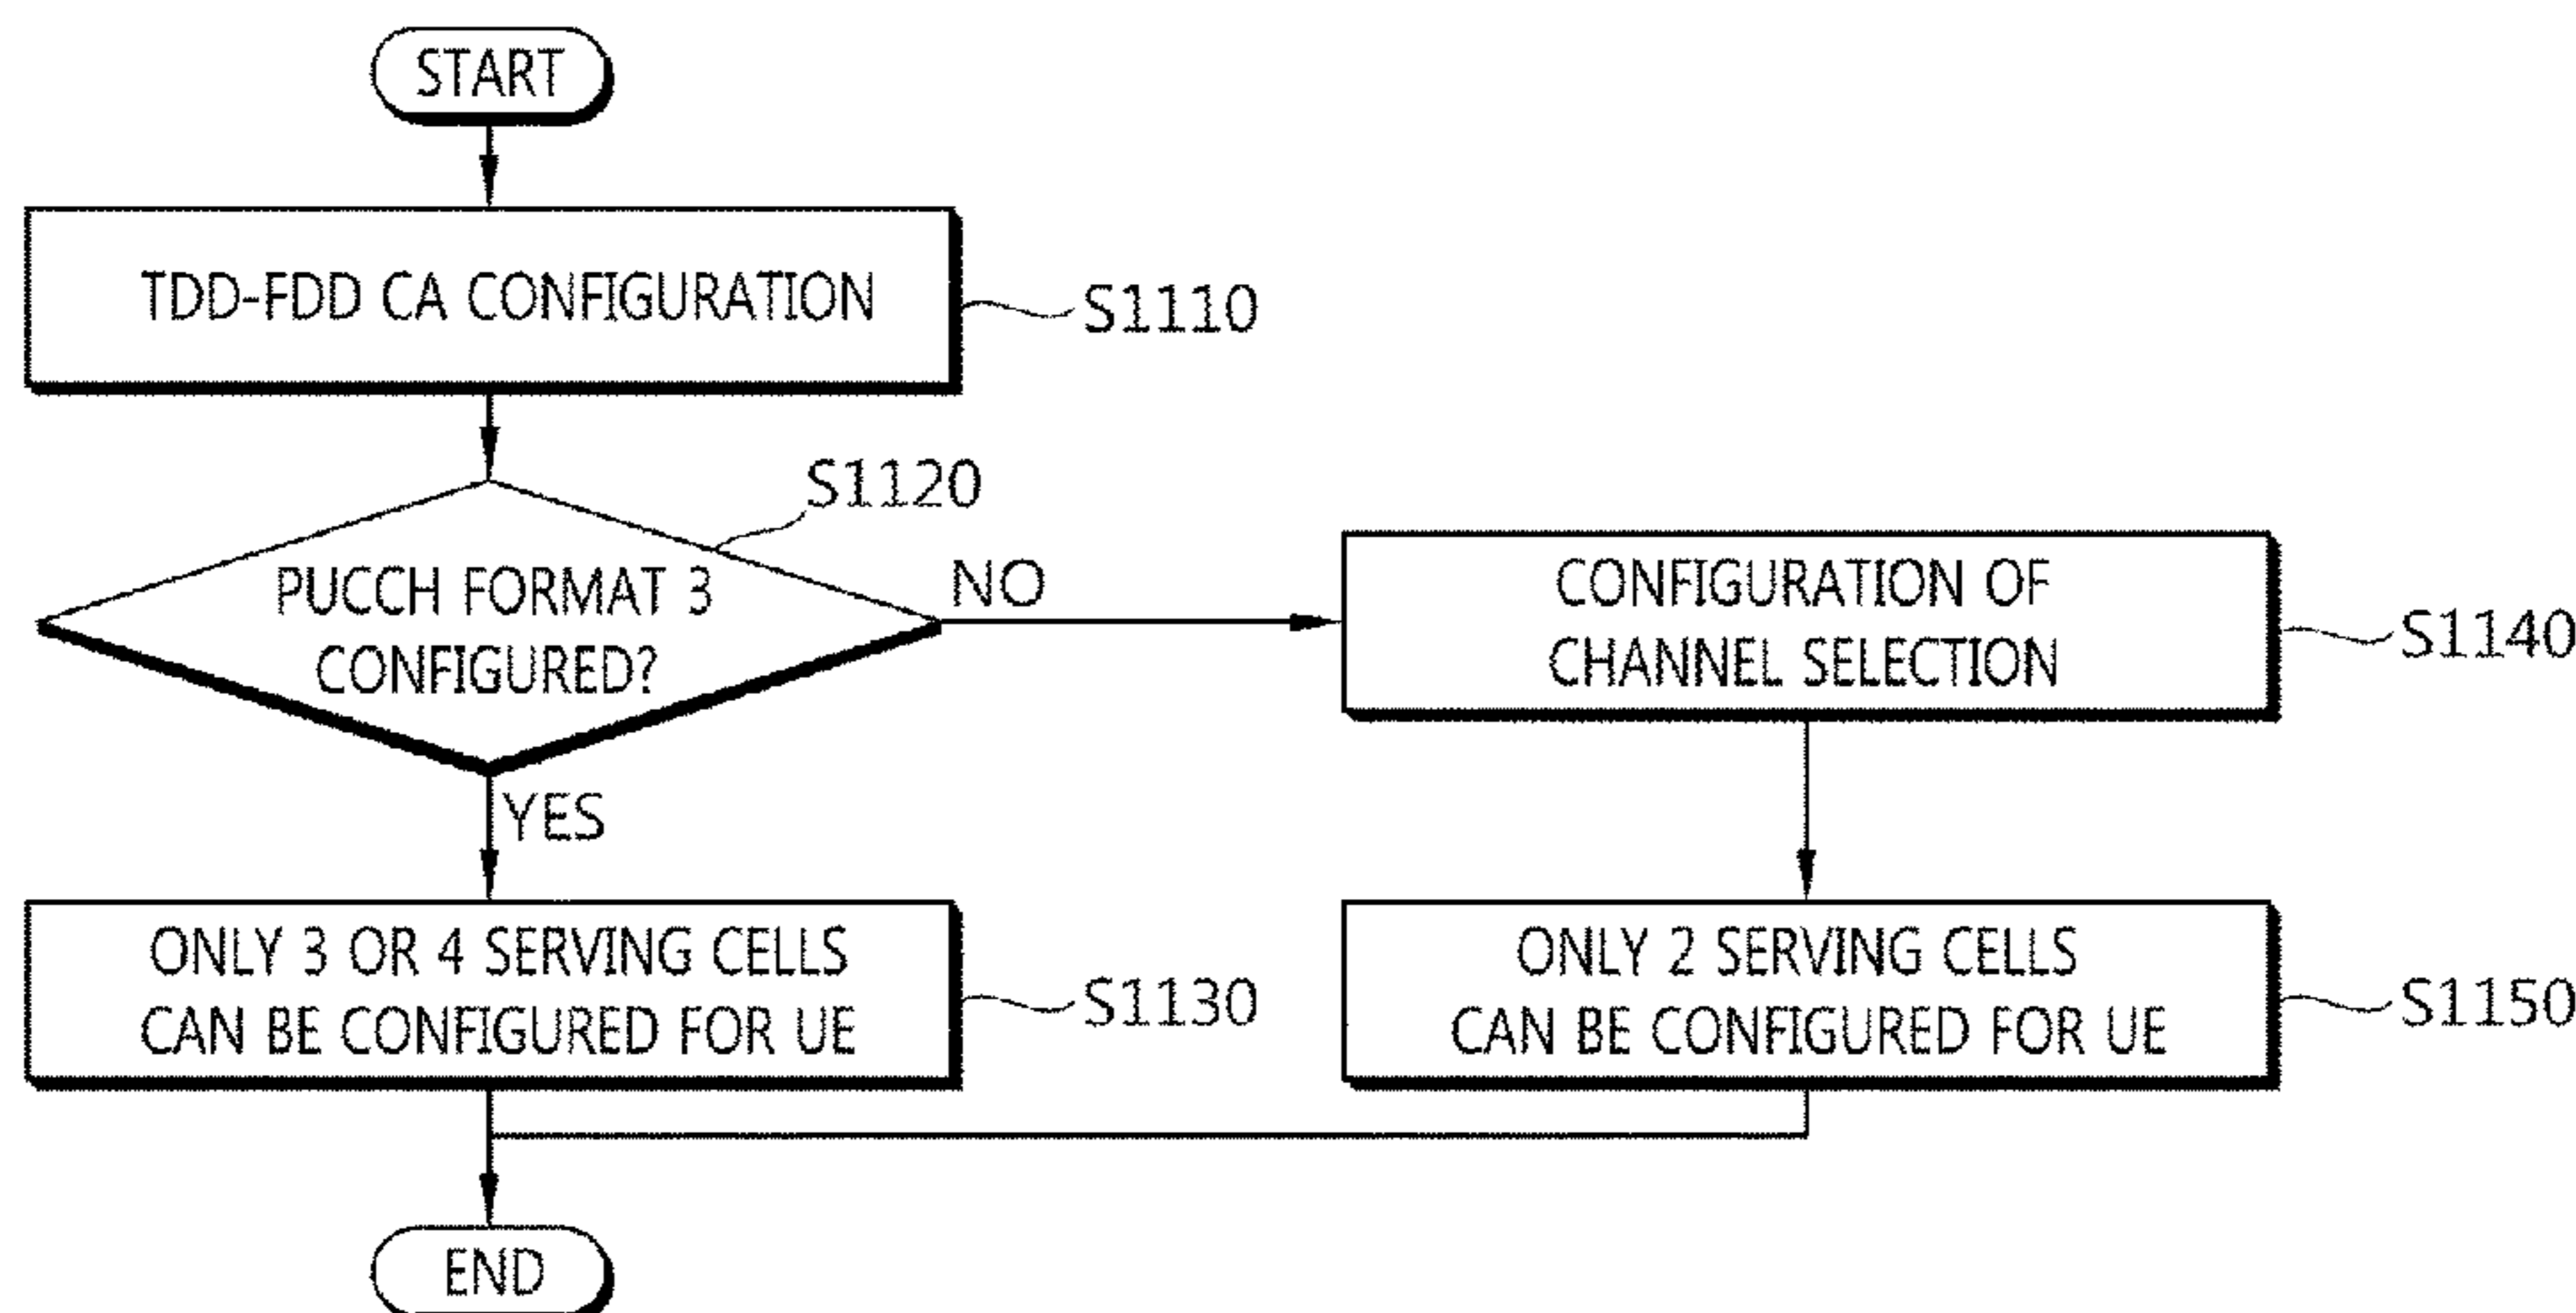 START
TDD-FDD CA CONFIGURATION
S1110
S1120
PUCCH FORMAT 3
CONFIGURED?
NO
CONFIGURATION OF
CHANNEL SELECTION
S1140
YES
ONLY 3 OR 4 SERVING CELLS
CAN BE CONFIGURED FOR UE
S1130
ONLY 2 SERVING CELLS
CAN BE CONFIGURED FOR UE
S1150
END